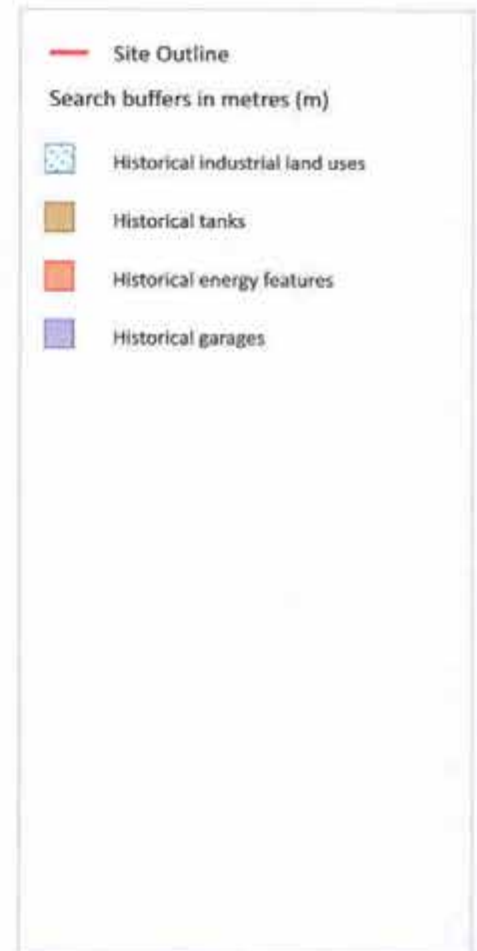 Site Outline
Search buffers in metres (m)
Historical industrial land uses
Historical tanks
Historical energy features
Historical garages